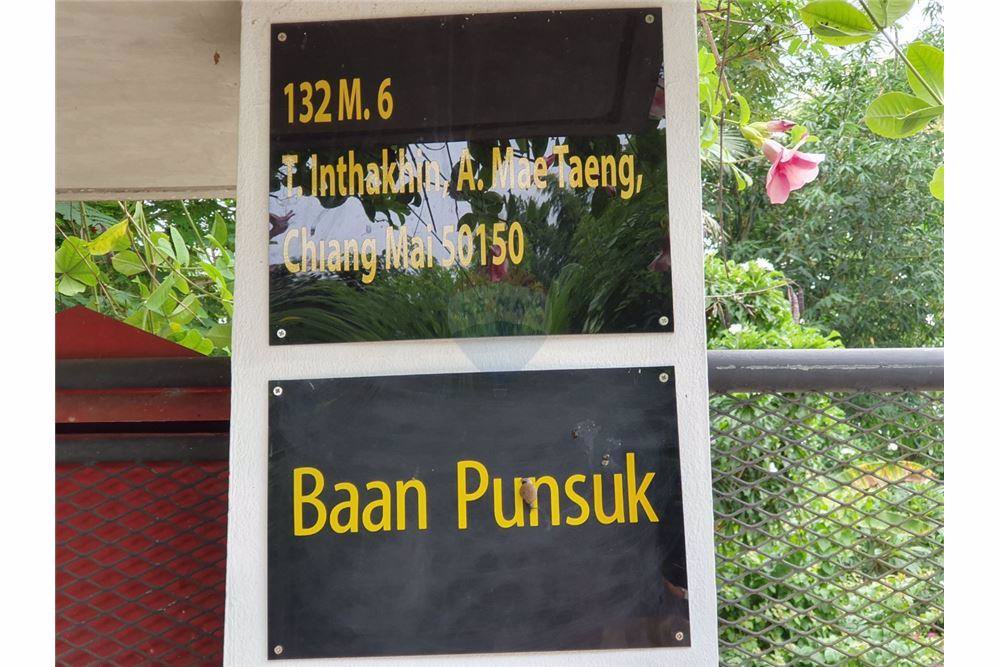 132 M. 6
T. Inthakhin, A. Mae Taeng,
Chiang Mai 50150
Baan Punsuk